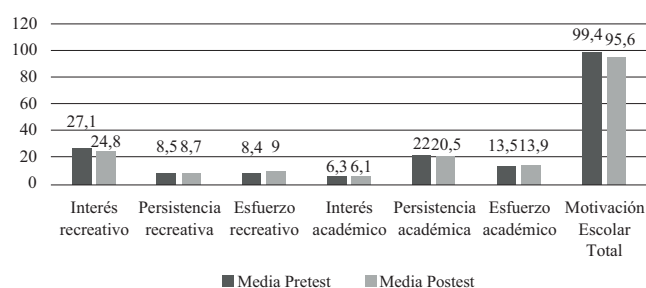 120
100
80
60
40
20
0
27,1
24,8
8,5 8,7
8,4 9
6,3 6,1
22 20,5
13,5 13,9
99,4
95,6
Interés recreativo
Persistencia recreativa
Esfuerzo recreativo
Interés académico
Persistencia académica
Esfuerzo académico
Motivación Escolar Total
Media Pretest
Media Postest